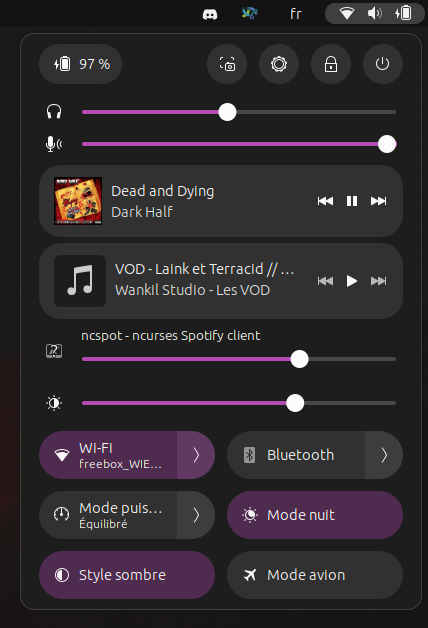 fr
97 %
Dead and Dying
Dark Half
VOD - Laink et Terracid // …
Wankil Studio - Les VOD
ncspot - ncurses Spotify client
Wi-Fi
freebox_WIE…
Bluetooth
Mode puis…
Équilibré
Mode nuit
Style sombre
Mode avion